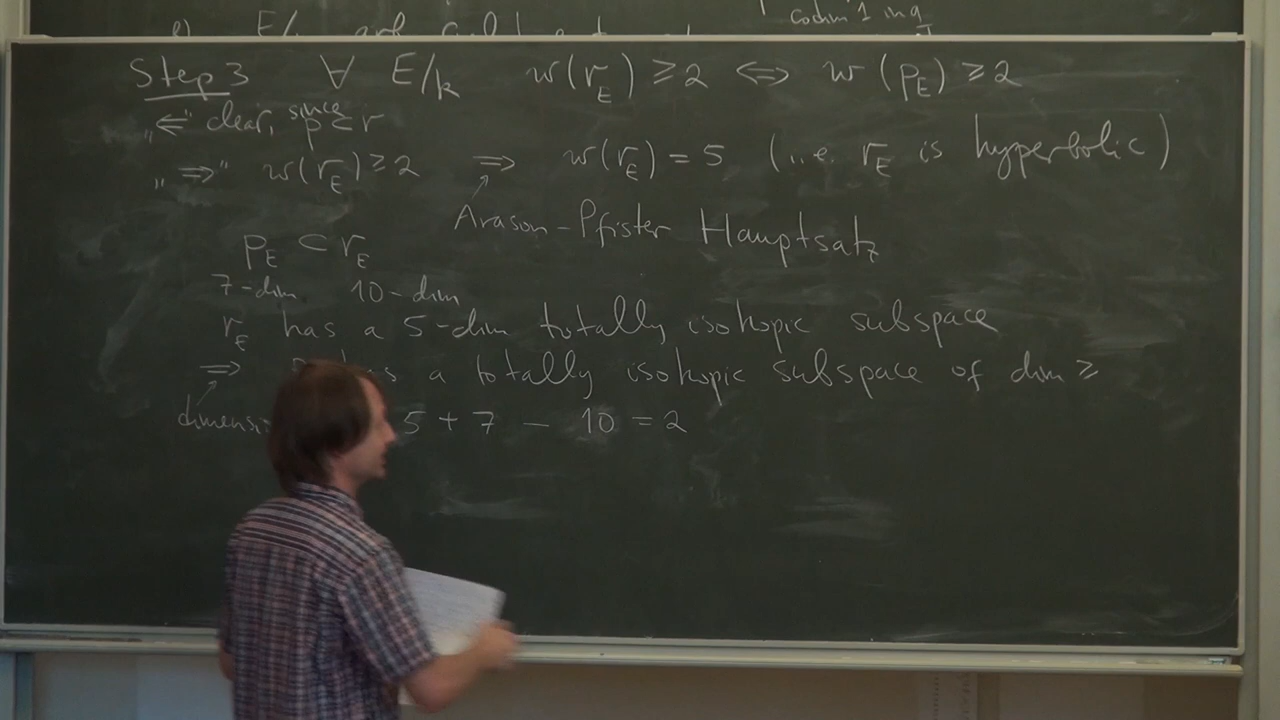 codim 1 in q
Step 3 ∀ E/k w(r_E) ≥ 2 ⟺ w(p_E) ≥ 2
„⇐" clear, since p ⊂ r
„⇒" w(r_E) ≥ 2 ⟹ w(r_E) = 5 (i.e. r_E is hyperbolic)
Arason-Pfister Hauptsatz
p_E ⊂ r_E
7-dim 10-dim
r_E has a 5-dim totally isotropic subspace
⟹ a totally isotropic subspace of dim ≥
5 + 7 - 10 = 2